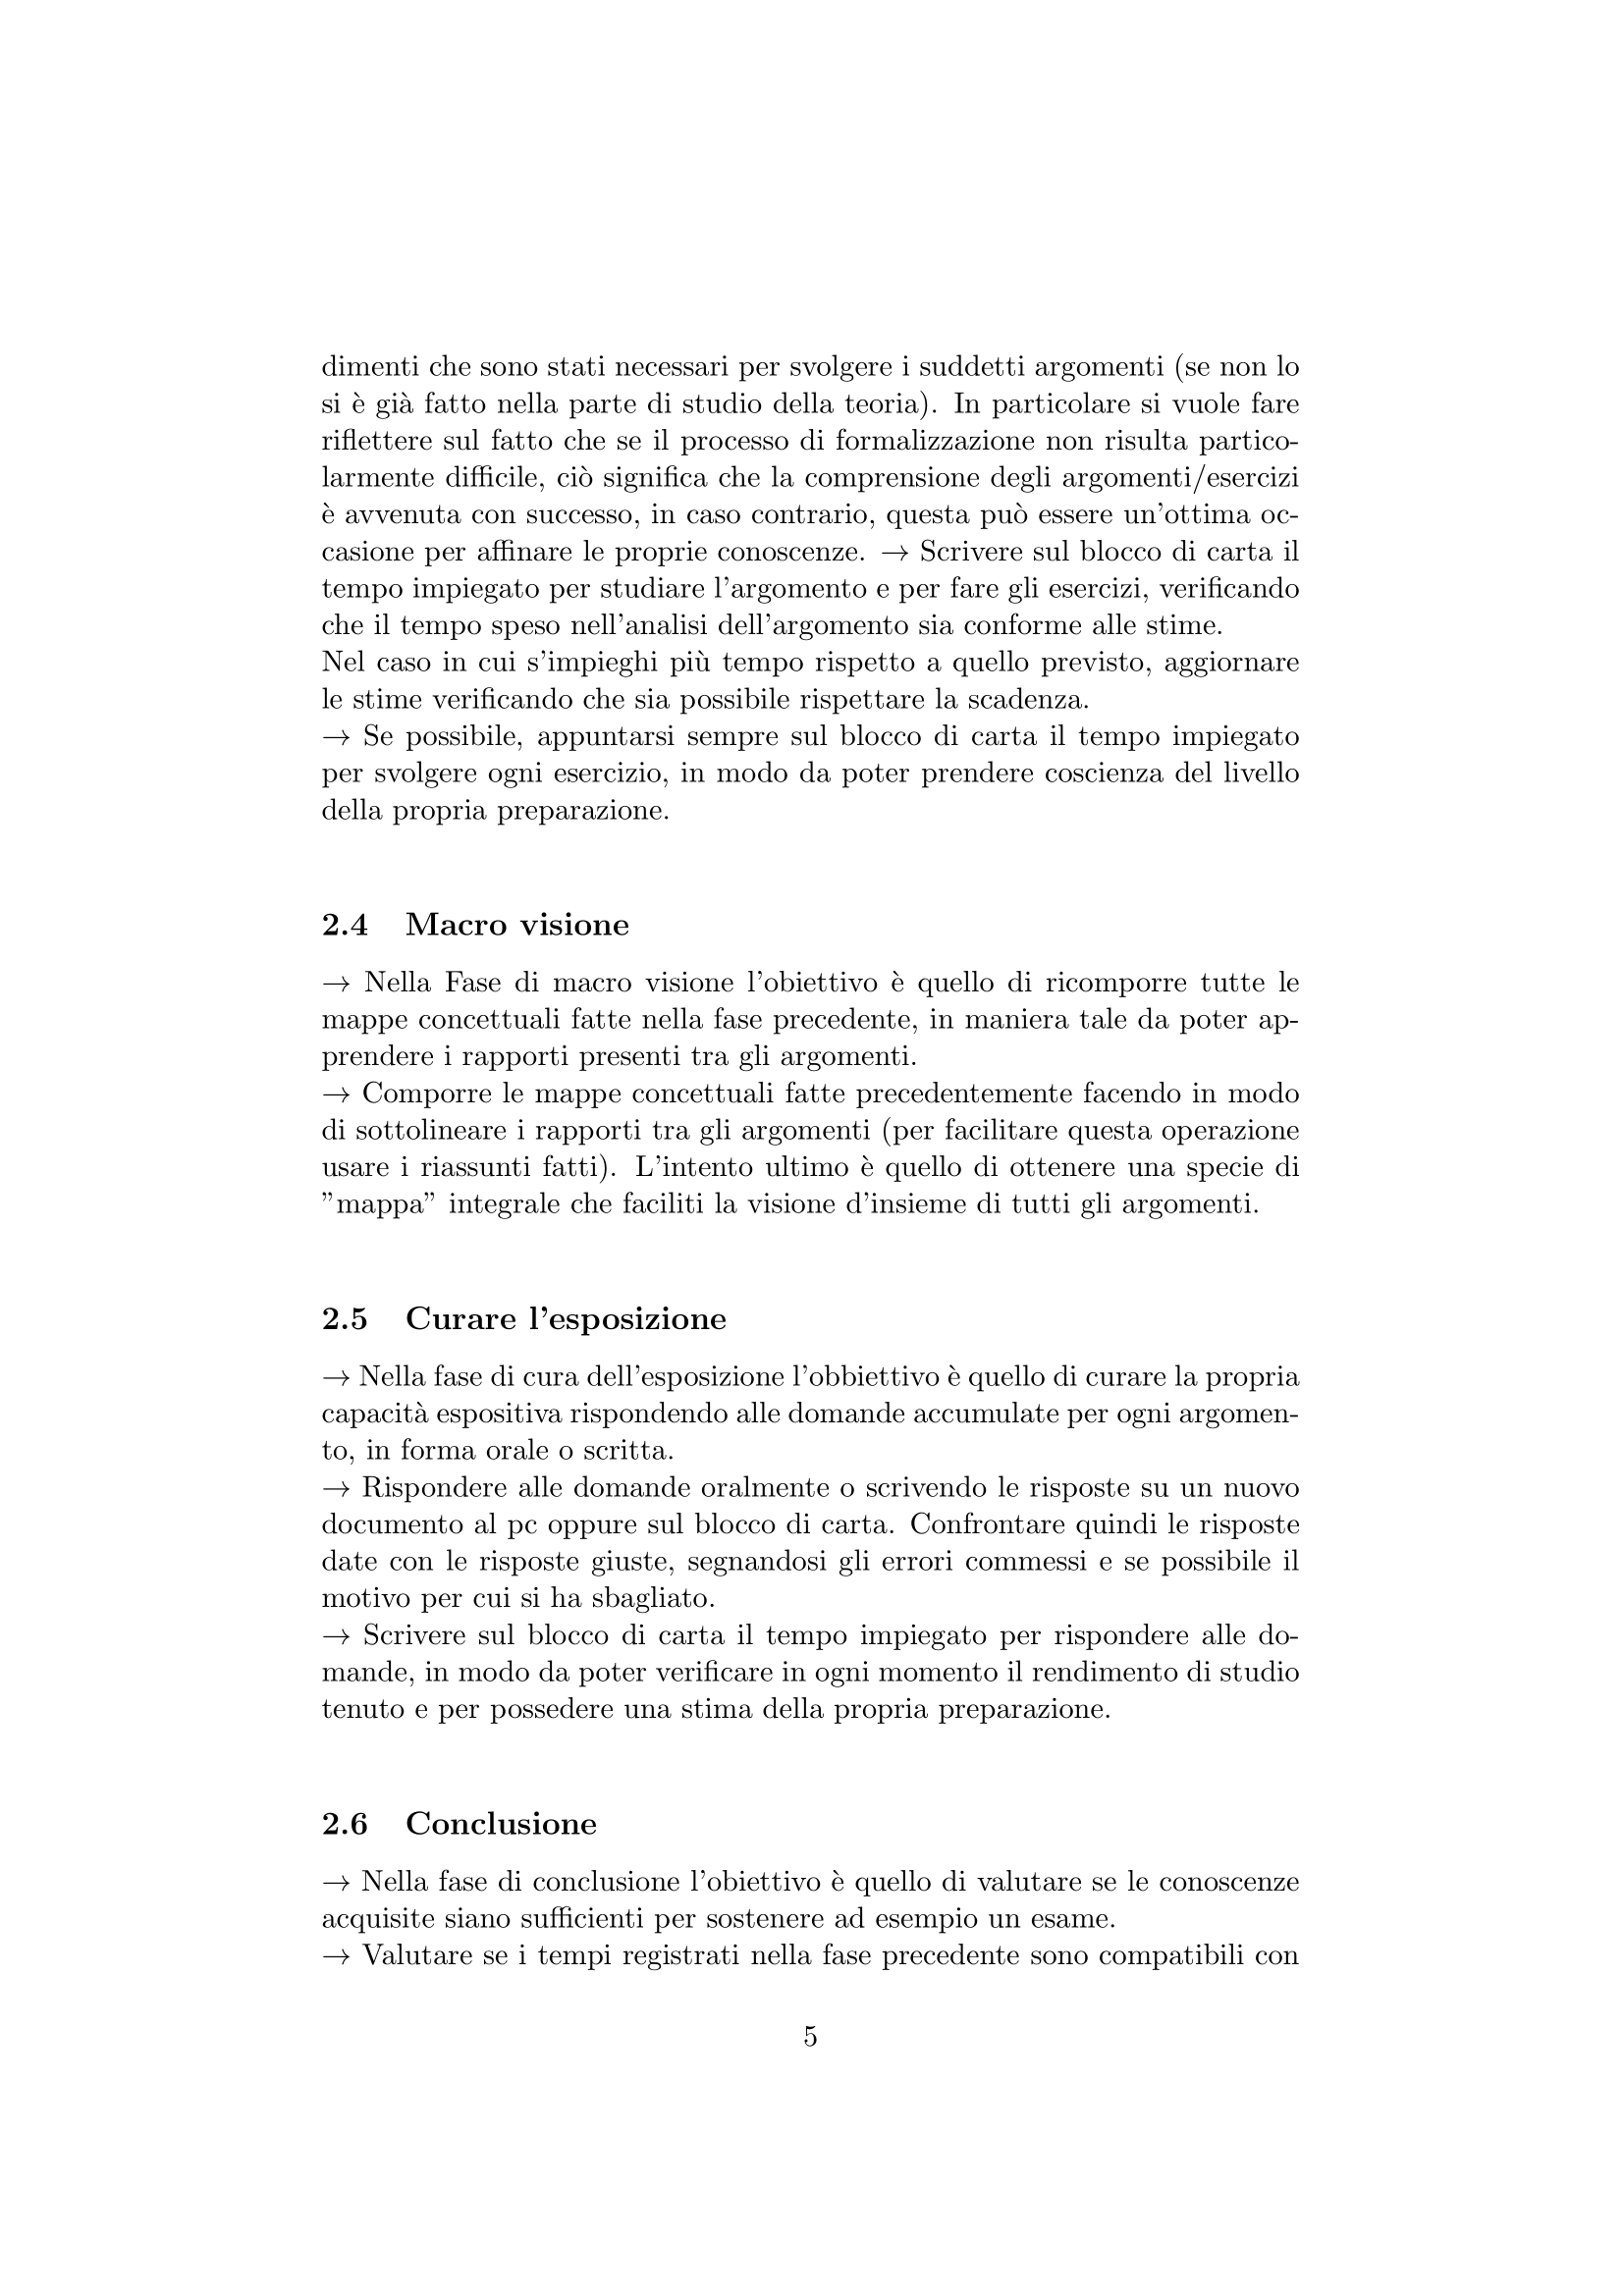 dimenti che sono stati necessari per svolgere i suddetti argomenti (se non lo
si è già fatto nella parte di studio della teoria). In particolare si vuole fare
riflettere sul fatto che se il processo di formalizzazione non risulta partico-
larmente difficile, ciò significa che la comprensione degli argomenti/esercizi
è avvenuta con successo, in caso contrario, questa può essere un'ottima oc-
casione per affinare le proprie conoscenze. → Scrivere sul blocco di carta il
tempo impiegato per studiare l'argomento e per fare gli esercizi, verificando
che il tempo speso nell'analisi dell'argomento sia conforme alle stime.
Nel caso in cui s'impieghi più tempo rispetto a quello previsto, aggiornare
le stime verificando che sia possibile rispettare la scadenza.
→ Se possibile, appuntarsi sempre sul blocco di carta il tempo impiegato
per svolgere ogni esercizio, in modo da poter prendere coscienza del livello
della propria preparazione.
2.4 Macro visione
→ Nella Fase di macro visione l'obiettivo è quello di ricomporre tutte le
mappe concettuali fatte nella fase precedente, in maniera tale da poter ap-
prendere i rapporti presenti tra gli argomenti.
→ Comporre le mappe concettuali fatte precedentemente facendo in modo
di sottolineare i rapporti tra gli argomenti (per facilitare questa operazione
usare i riassunti fatti). L'intento ultimo è quello di ottenere una specie di
”mappa” integrale che faciliti la visione d'insieme di tutti gli argomenti.
2.5 Curare l'esposizione
→ Nella fase di cura dell'esposizione l'obbiettivo è quello di curare la propria
capacità espositiva rispondendo alle domande accumulate per ogni argomen-
to, in forma orale o scritta.
→ Rispondere alle domande oralmente o scrivendo le risposte su un nuovo
documento al pc oppure sul blocco di carta. Confrontare quindi le risposte
date con le risposte giuste, segnandosi gli errori commessi e se possibile il
motivo per cui si ha sbagliato.
→ Scrivere sul blocco di carta il tempo impiegato per rispondere alle do-
mande, in modo da poter verificare in ogni momento il rendimento di studio
tenuto e per possedere una stima della propria preparazione.
2.6 Conclusione
→ Nella fase di conclusione l'obiettivo è quello di valutare se le conoscenze
acquisite siano sufficienti per sostenere ad esempio un esame.
→ Valutare se i tempi registrati nella fase precedente sono compatibili con
5